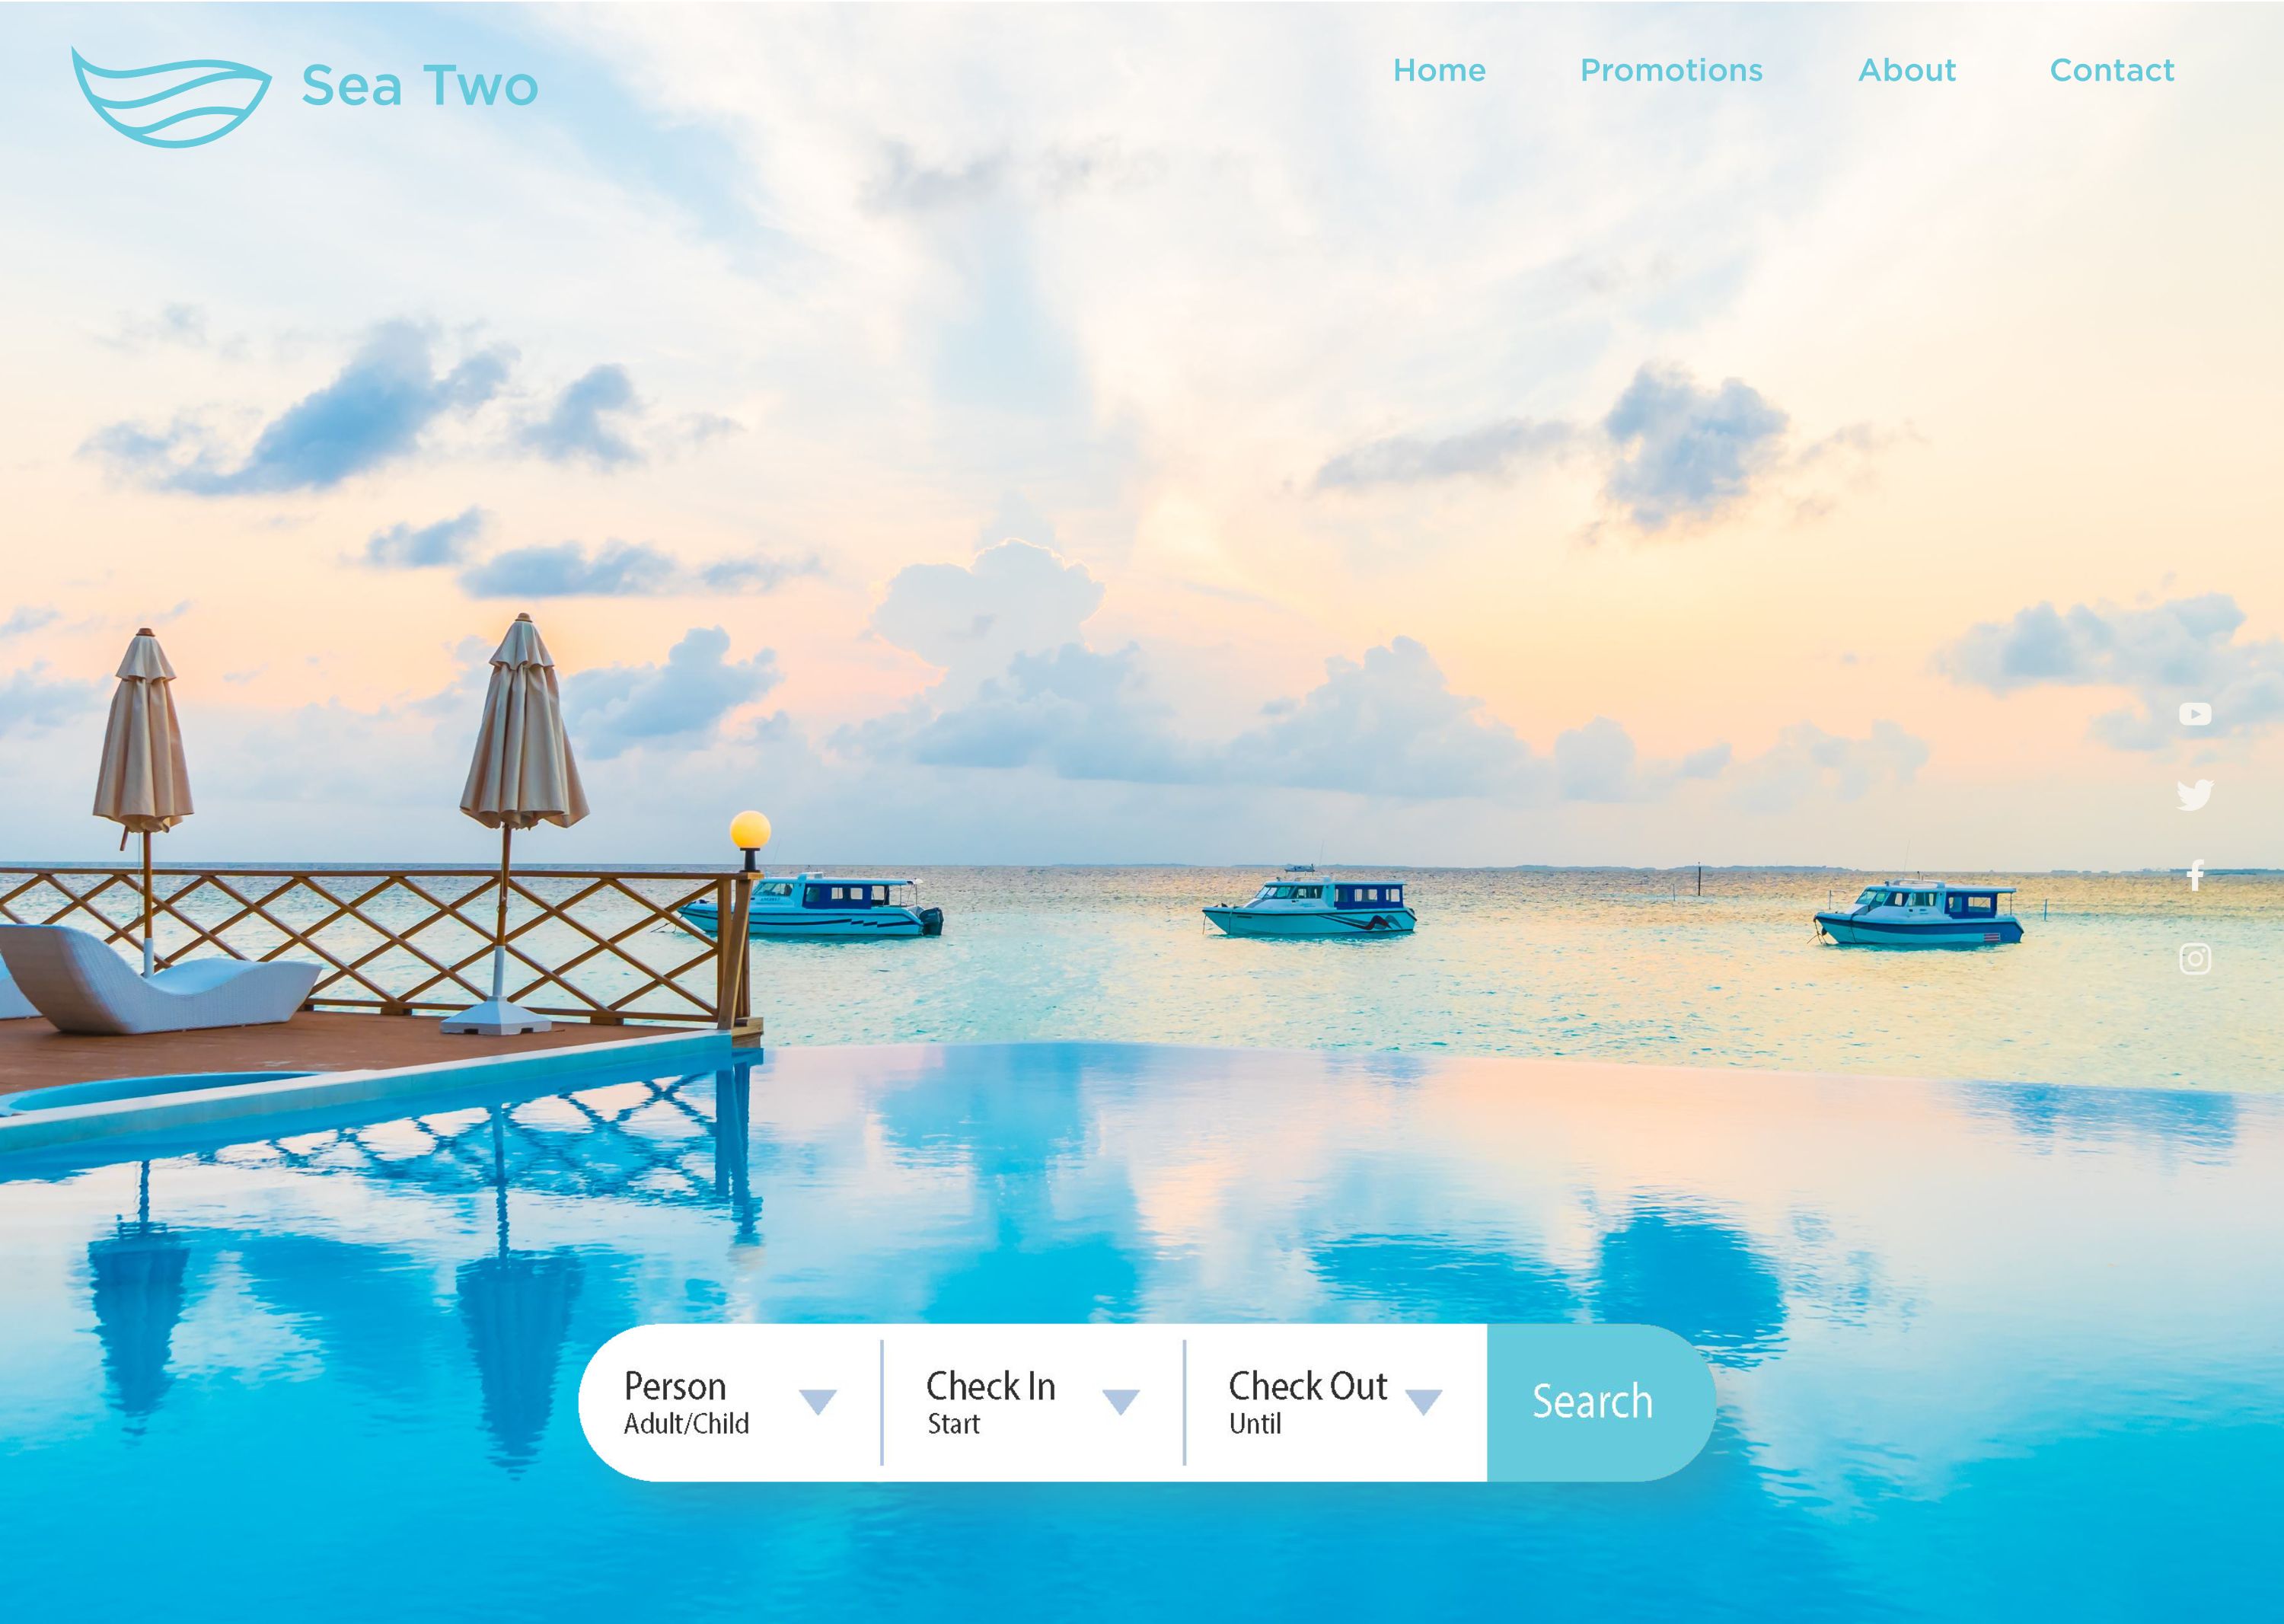 Sea Two
Home
Promotions
About
Contact
Person
Adult/Child
Check In
Start
Check Out
Until
Search